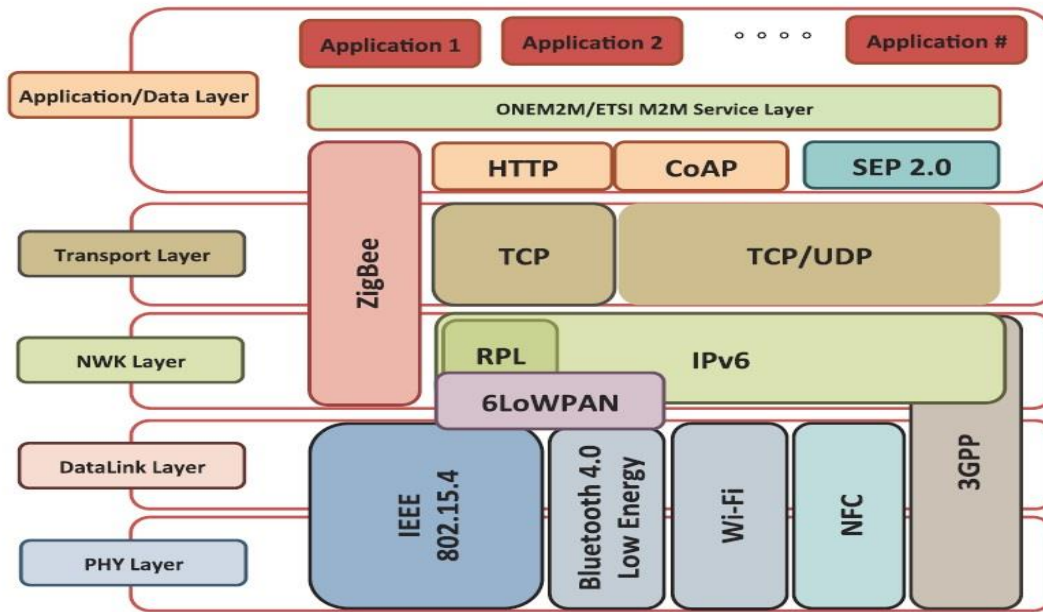 Application 1
Application 2
Application #
Application/Data Layer
ONEM2M/ETSI M2M Service Layer
HTTP
CoAP
SEP 2.0
ZigBee
Transport Layer
TCP
TCP/UDP
NWK Layer
RPL
IPv6
6LoWPAN
DataLink Layer
IEEE
802.15.4
Bluetooth 4.0
Low Energy
Wi-Fi
NFC
3GPP
PHY Layer